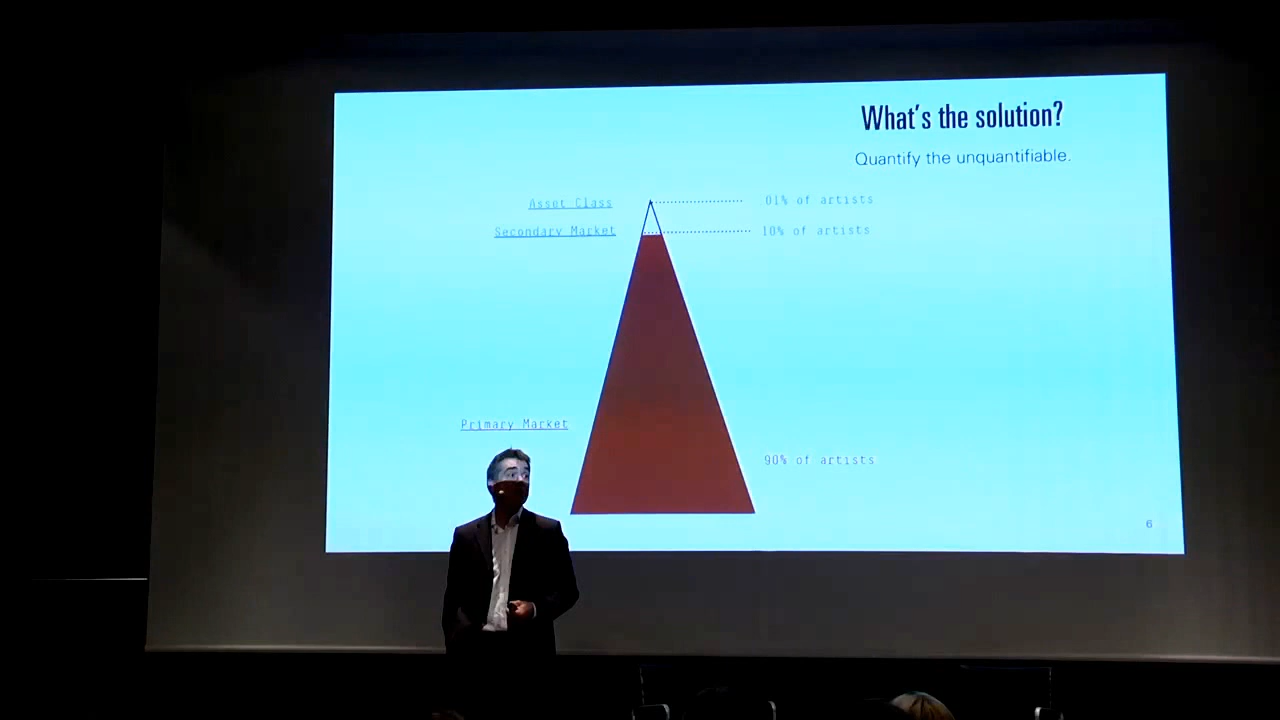 What's the solution?
Quantify the unquantifiable.
Asset Class
.01% of artists
Secondary Market
10% of artists
Primary Market
90% of artists
6